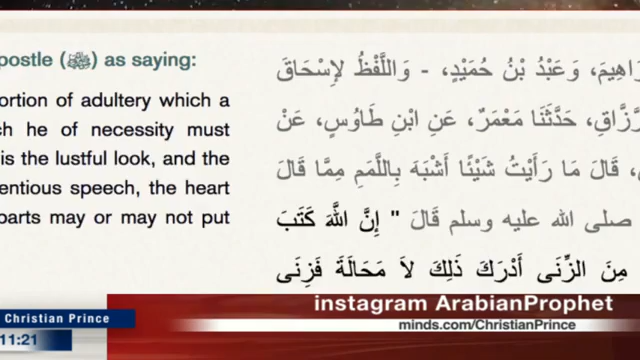 postle (ﷺ) as saying:
ortion of adultery which a
ch he of necessity must
is the lustful look, and the
entious speech, the heart
parts may or may not put
رَاهِيمَ، وَعَبْدُ بْنُ حُمَيْدٍ، - وَاللَّفْظُ لإِسْحَاقَ
رَّزَّاقِ، حَدَّثَنَا مَعْمَرٌ، عَنِ ابْنِ طَاوُسٍ، عَنْ
، قَالَ مَا رَأَيْتُ شَيْئًا أَشْبَهَ بِاللَّمَمِ مِمَّا قَالَ
صلى الله عليه وسلم قَالَ ‏"‏ إِنَّ اللَّهَ كَتَبَ
مِنَ الزِّنَى أَدْرَكَ ذَلِكَ لاَ مَحَالَةَ فَزِنَى
instagram ArabianProphet
Christian Prince
minds.com/ChristianPrince
11:21